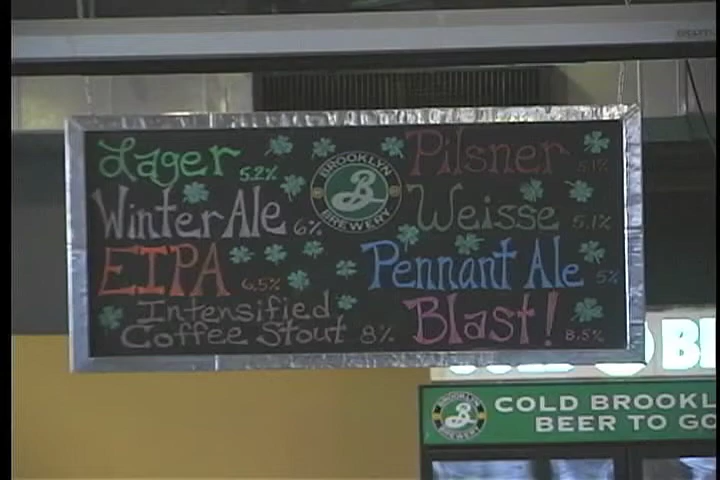 Lager 5.2%
Winter Ale 6%
EIPA 6.5%
Intensified
Coffee Stout 8%
BROOKLYN
B
BREWERY
Pilsner 5.1%
Weisse 5.1%
Pennant Ale 5%
Blast! 8.5%
BROOKLYN
B
BREWERY
COLD BROOKL
BEER TO GO